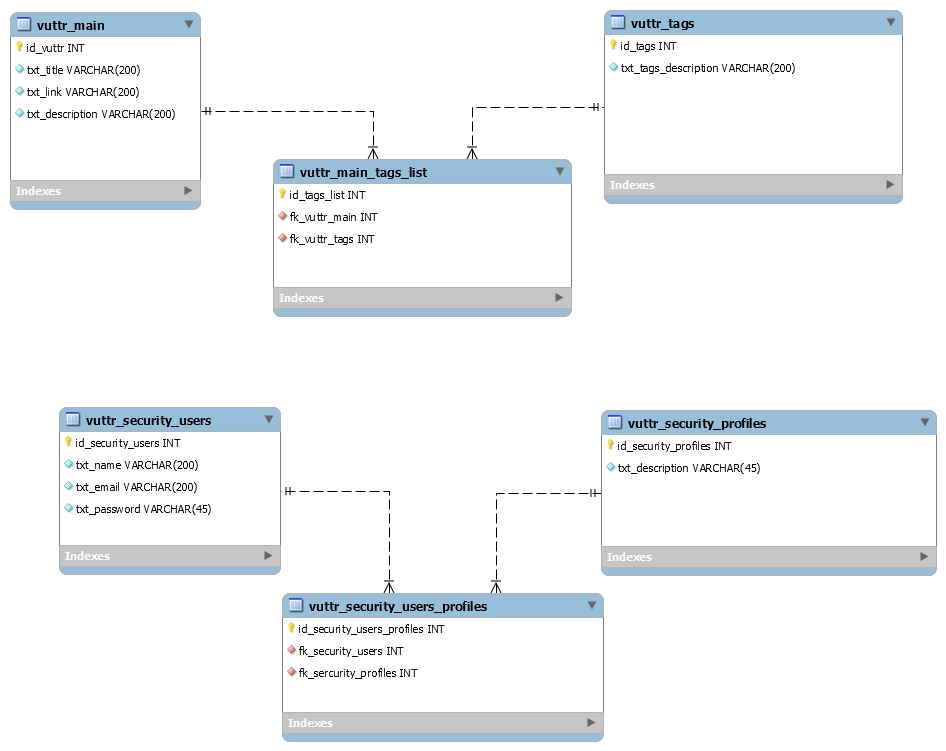 vuttr_main
id_vuttr INT
txt_title VARCHAR(200)
txt_link VARCHAR(200)
txt_description VARCHAR(200)
Indexes
vuttr_tags
id_tags INT
txt_tags_description VARCHAR(200)
Indexes
vuttr_main_tags_list
id_tags_list INT
fk_vuttr_main INT
fk_vuttr_tags INT
Indexes
vuttr_security_users
id_security_users INT
txt_name VARCHAR(200)
txt_email VARCHAR(200)
txt_password VARCHAR(45)
Indexes
vuttr_security_profiles
id_security_profiles INT
txt_description VARCHAR(45)
Indexes
vuttr_security_users_profiles
id_security_users_profiles INT
fk_security_users INT
fk_sercurity_profiles INT
Indexes